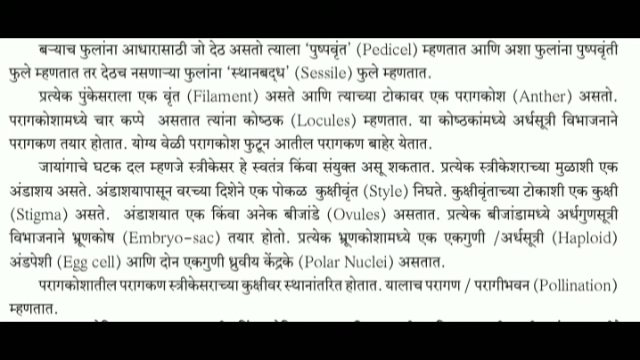 बऱ्याच फुलांना आधारासाठी जो देठ असतो त्याला ‘पुष्पवृंत’ (Pedicel) म्हणतात आणि अशा फुलांना पुष्पवृंती
फुले म्हणतात तर देठच नसणाऱ्या फुलांना ‘स्थानबद्ध’ (Sessile) फुले म्हणतात.
प्रत्येक पुंकेसराला एक वृंत (Filament) असते आणि त्याच्या टोकावर एक परागकोश (Anther) असतो.
परागकोशामध्ये चार कप्पे असतात त्यांना कोष्ठक (Locules) म्हणतात. या कोष्ठकांमध्ये अर्धसूत्री विभाजनाने
परागकण तयार होतात. योग्य वेळी परागकोश फुटून आतील परागकण बाहेर येतात.
जायांगाचे घटक दल म्हणजे स्त्रीकेसर हे स्वतंत्र किंवा संयुक्त असू शकतात. प्रत्येक स्त्रीकेशराच्या मुळाशी एक
अंडाशय असते. अंडाशयापासून वरच्या दिशेने एक पोकळ कुक्षीवृंत (Style) निघते. कुक्षीवृंताच्या टोकाशी एक कुक्षी
(Stigma) असते. अंडाशयात एक किंवा अनेक बीजांडे (Ovules) असतात. प्रत्येक बीजांडामध्ये अर्धगुणसूत्री
विभाजनाने भ्रूणकोष (Embryo-sac) तयार होतो. प्रत्येक भ्रूणकोशामध्ये एक एकगुणी /अर्धसूत्री (Haploid)
अंडपेशी (Egg cell) आणि दोन एकगुणी ध्रुवीय केंद्रके (Polar Nuclei) असतात.
परागकोशातील परागकण स्त्रीकेसराच्या कुक्षीवर स्थानांतरित होतात. यालाच परागण / परागीभवन (Pollination)
म्हणतात.